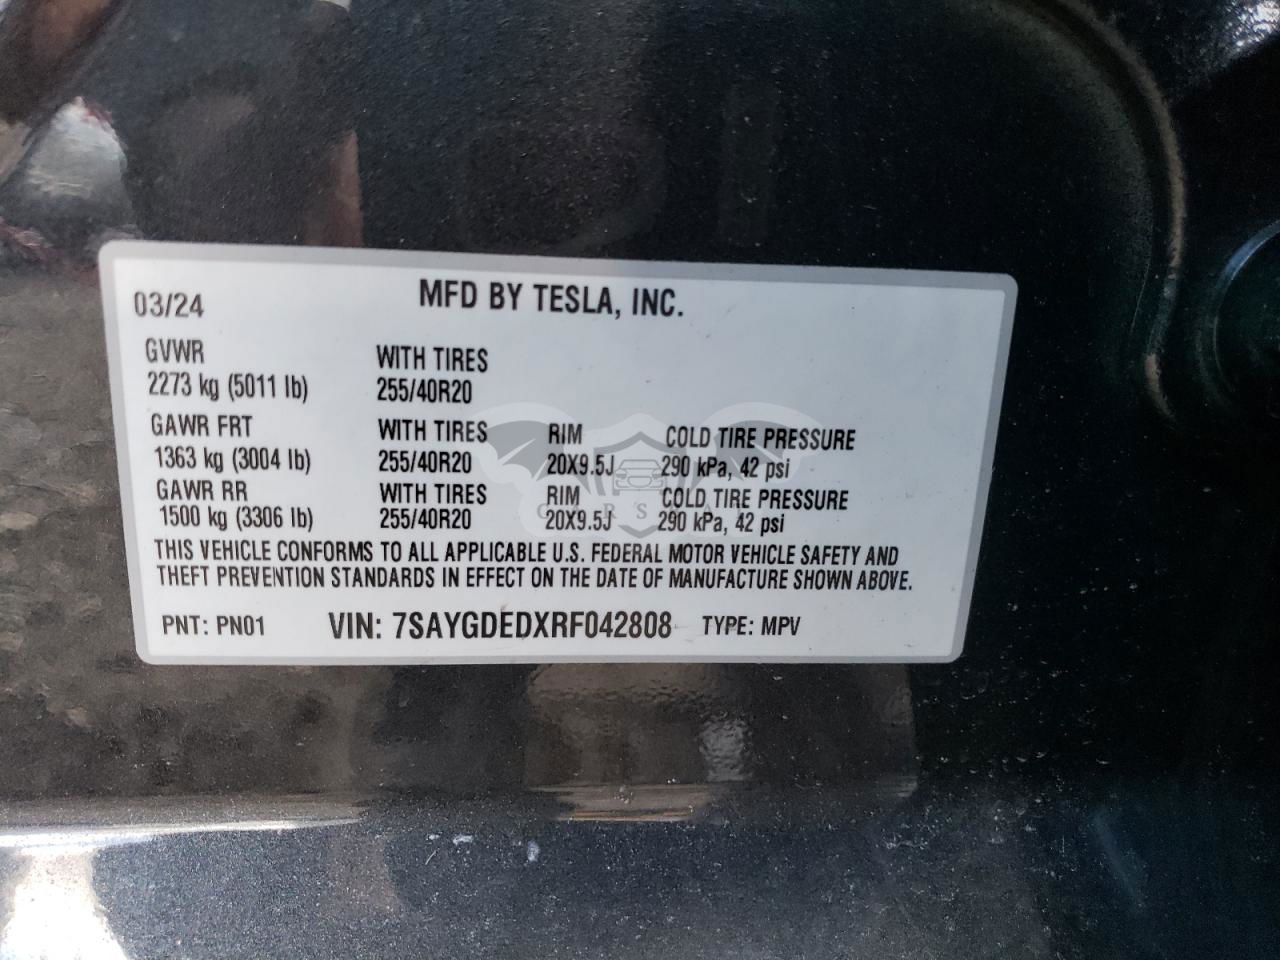 03/24 MFD BY TESLA, INC.
GVWR WITH TIRES
2273 kg (5011 lb) 255/40R20
GAWR FRT WITH TIRES RIM COLD TIRE PRESSURE
1363 kg (3004 lb) 255/40R20 20X9.5J 290 kPa, 42 psi
GAWR RR WITH TIRES RIM COLD TIRE PRESSURE
1500 kg (3306 lb) 255/40R20 20X9.5J 290 kPa, 42 psi
THIS VEHICLE CONFORMS TO ALL APPLICABLE U.S. FEDERAL MOTOR VEHICLE SAFETY AND
THEFT PREVENTION STANDARDS IN EFFECT ON THE DATE OF MANUFACTURE SHOWN ABOVE.
PNT: PN01 VIN: 7SAYGDEDXRF042808 TYPE: MPV